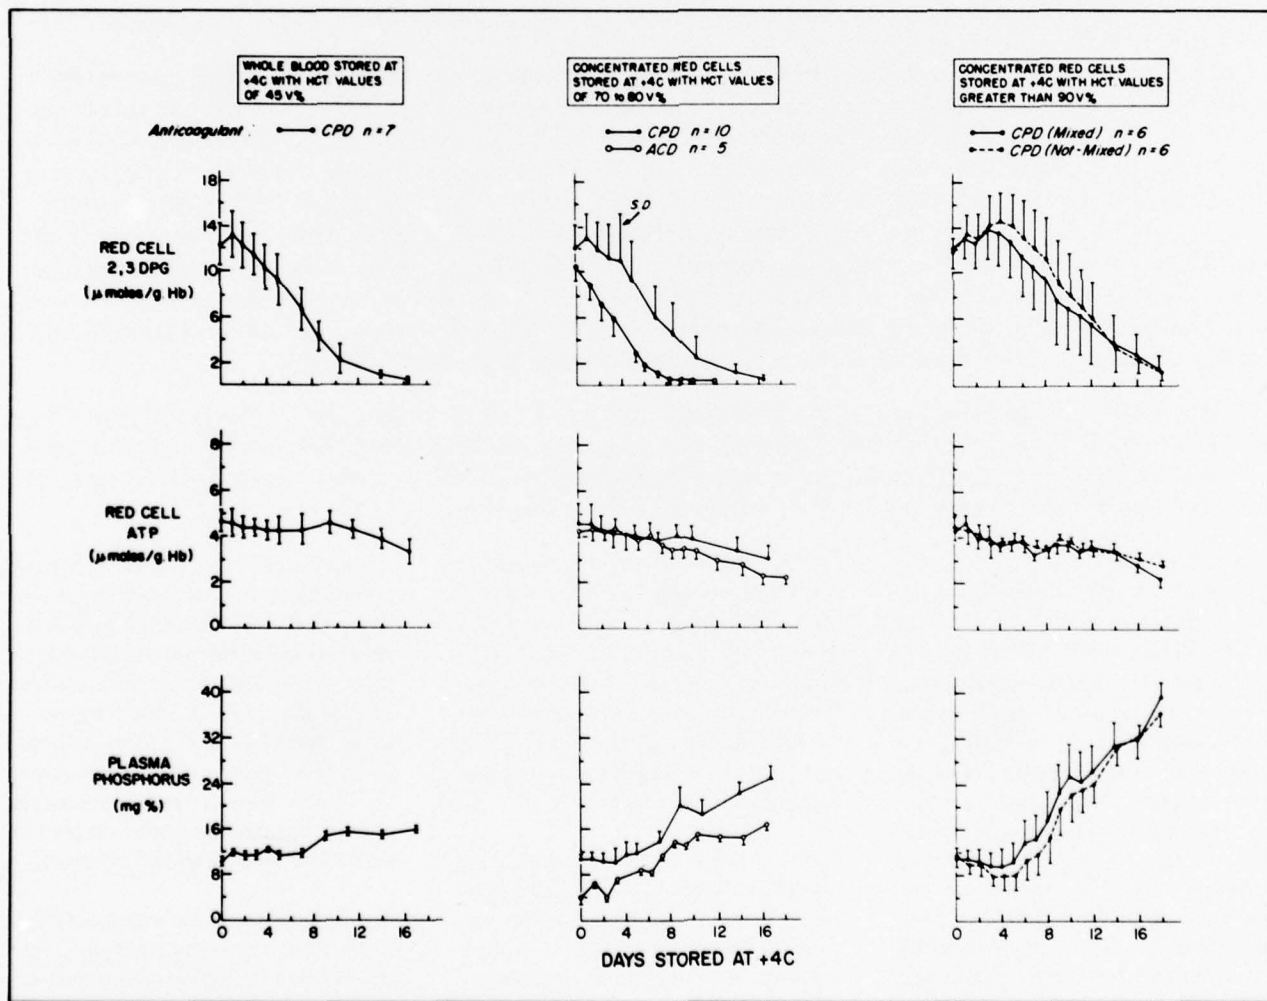 WHOLE BLOOD STORED AT
+4C WITH HCT VALUES
OF 45 V%
CONCENTRATED RED CELLS
STORED AT +4C WITH HCT VALUES
OF 70 to 80 V%
CONCENTRATED RED CELLS
STORED AT +4C WITH HCT VALUES
GREATER THAN 90 V%
Anticoagulant:
CPD n=7
CPD n=10
ACD n= 5
CPD (Mixed) n=6
CPD (Not-Mixed) n=6
RED CELL
2,3 DPG
(µ moles/g. Hb)
18
14
10
6
2
S.D
RED CELL
ATP
(µ moles/g. Hb)
8
6
4
2
0
PLASMA
PHOSPHORUS
(mg %)
40
32
24
16
8
0
0 4 8 12 16
0 4 8 12 16
0 4 8 12 16
DAYS STORED AT +4C